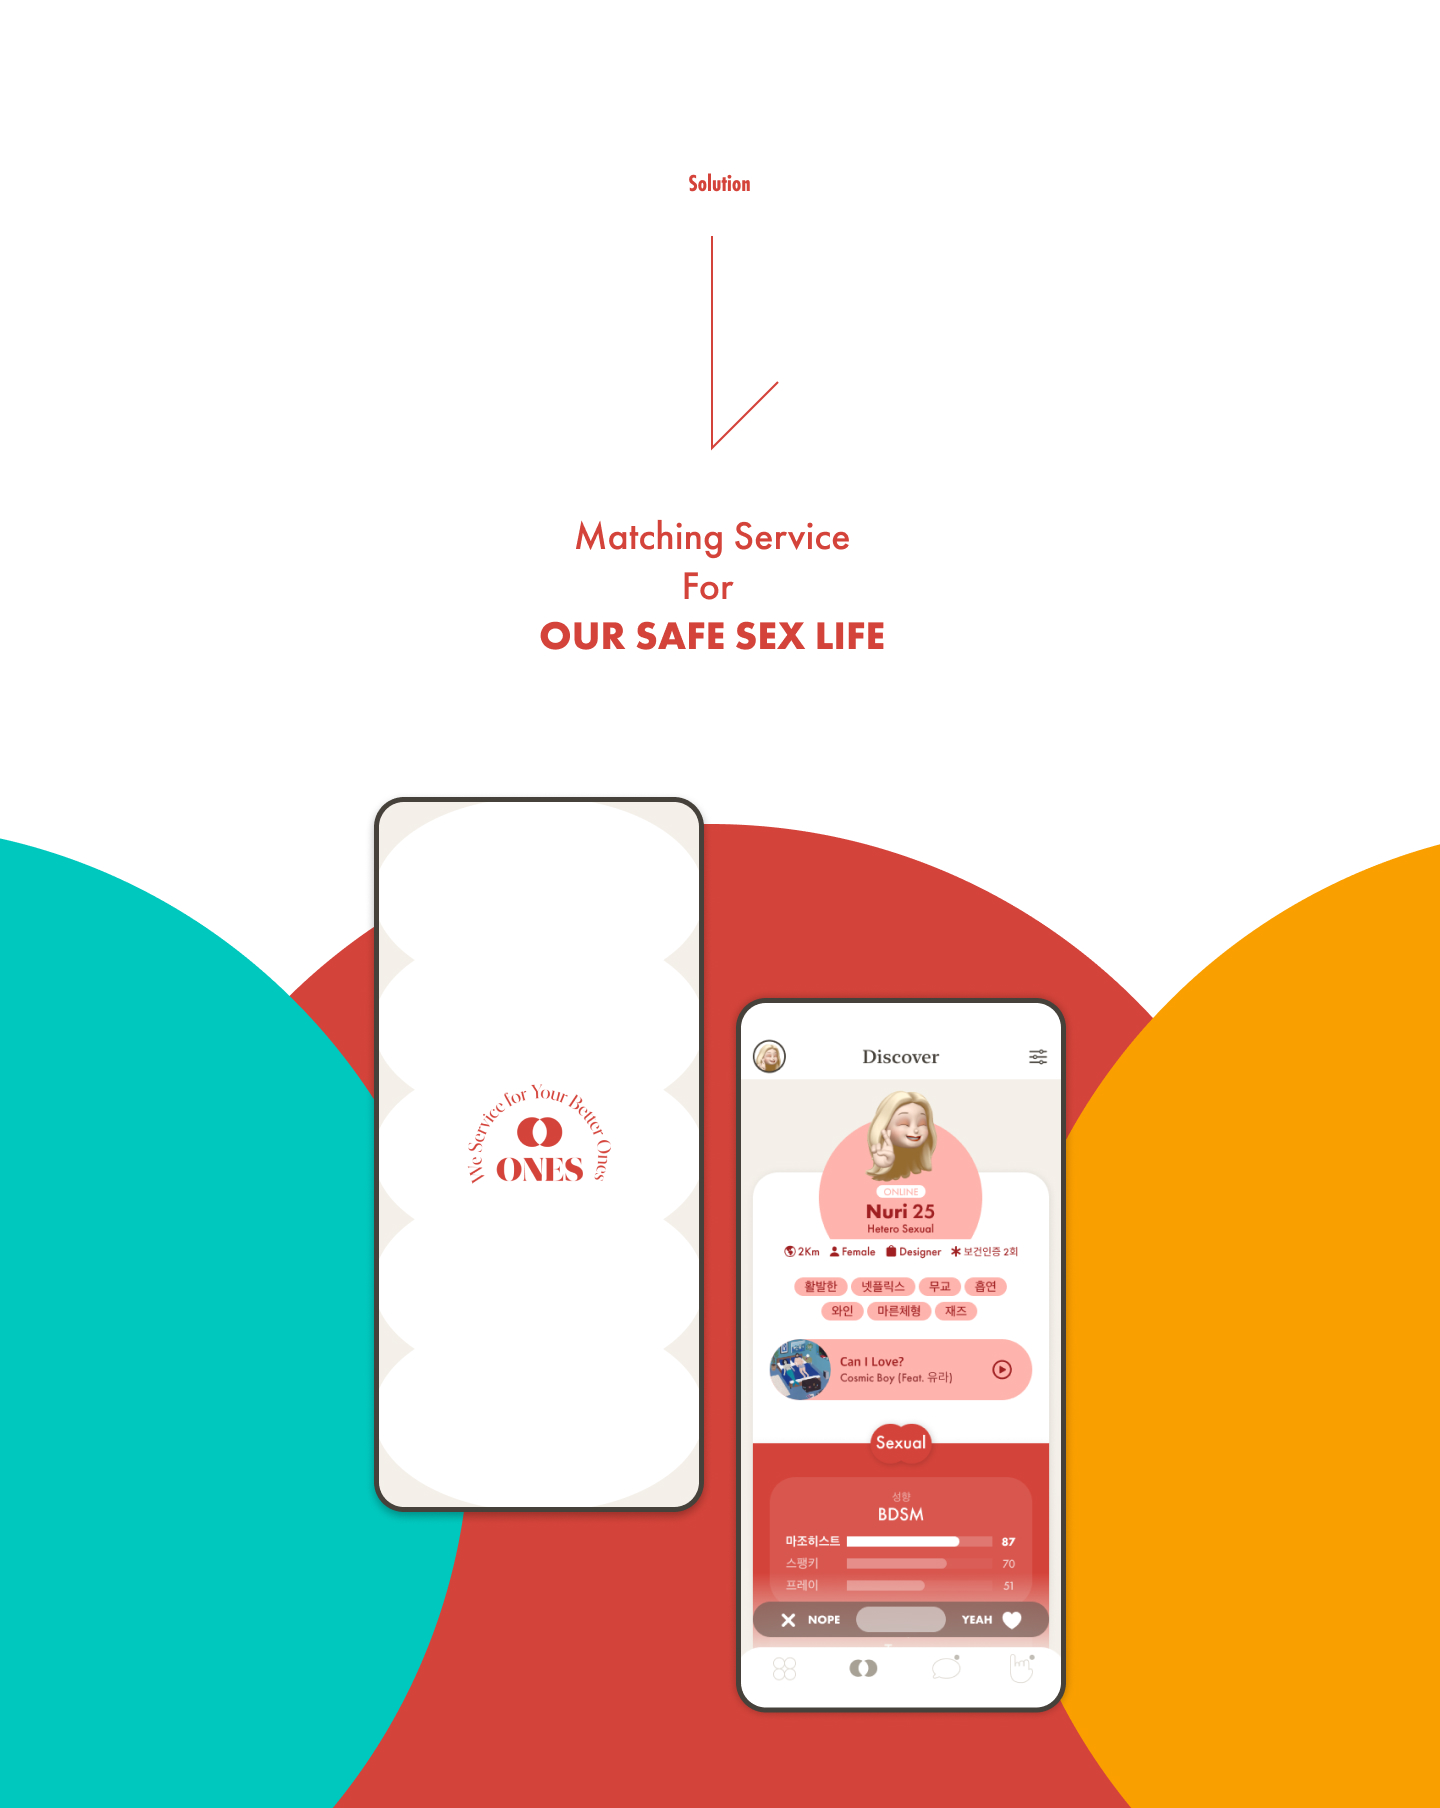 Solution
Matching Service
For
OUR SAFE SEX LIFE
We Service for Your Better Ones
ONES
Discover
ONLINE
Nuri 25
Hetero Sexual
2Km Female Designer 보건인증 2회
활발한 넷플릭스 무교 흡연
와인 마른체형 재즈
Can I Love?
Cosmic Boy (Feat. 유라)
Sexual
성향
BDSM
마조히스트 87
스팽키 70
프레이 51
NOPE YEAH